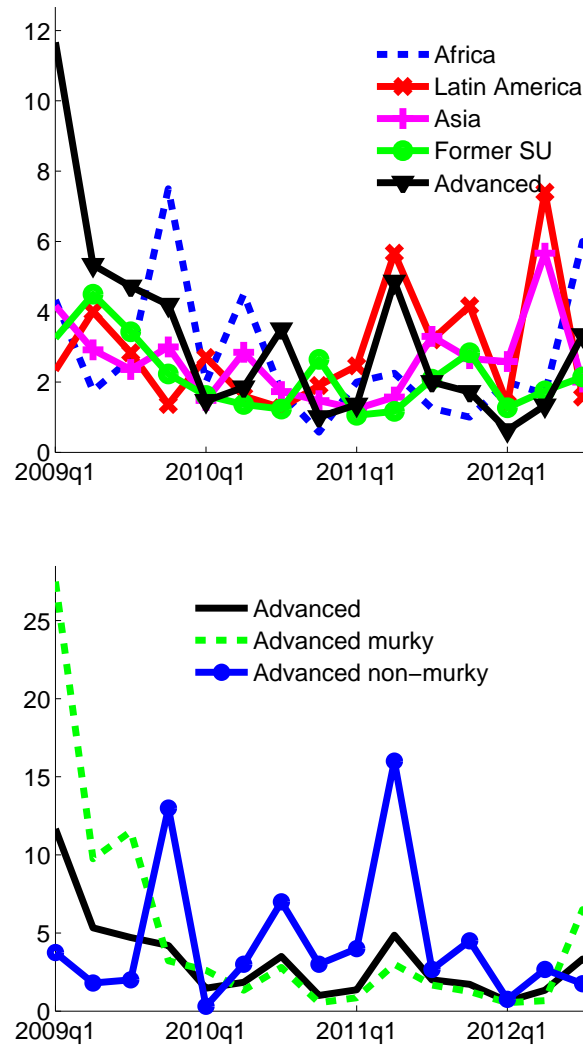 12
10
8
6
4
2
0
Africa
Latin America
Asia
Former SU
Advanced
2009q1 2010q1 2011q1 2012q1
25
20
15
10
5
0
Advanced
Advanced murky
Advanced non−murky
2009q1 2010q1 2011q1 2012q1